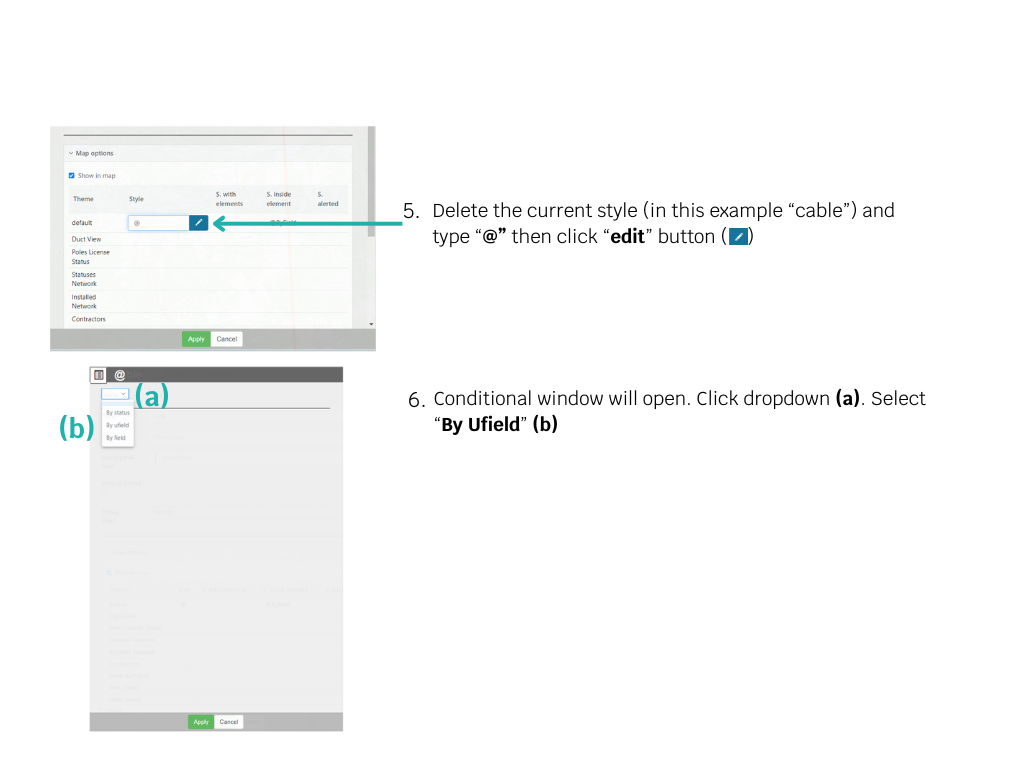 Map options
Show in map
Theme Style S. with elements S. inside element S. alerted
default @
Duct View
Poles License
Status
Statuses
Network
Installed
Network
Contractors
Apply Cancel
5. Delete the current style (in this example “cable”) and
type “@” then click “edit” button ( )
@
(a)
By status
(b) By ufield
By field
Apply Cancel
6. Conditional window will open. Click dropdown (a). Select
“By Ufield” (b)